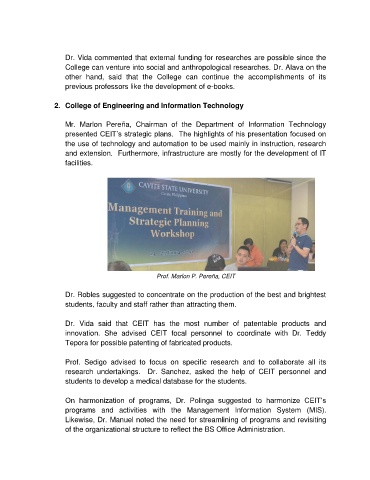 Dr. Vida commented that external funding for researches are possible since the
College can venture into social and anthropological researches. Dr. Alava on the
other hand, said that the College can continue the accomplishments of its
previous professors like the development of e-books.
2. College of Engineering and Information Technology
Mr. Marlon Pereña, Chairman of the Department of Information Technology
presented CEIT's strategic plans. The highlights of his presentation focused on
the use of technology and automation to be used mainly in instruction, research
and extension. Furthermore, infrastructure are mostly for the development of IT
facilities.
CAVITE STATE UNIVERSITY
Management Training and
Strategic Planning
Workshop
Prof. Marlon P. Pereña, CEIT
Dr. Robles suggested to concentrate on the production of the best and brightest
students, faculty and staff rather than attracting them.
Dr. Vida said that CEIT has the most number of patentable products and
innovation. She advised CEIT focal personnel to coordinate with Dr. Teddy
Tepora for possible patenting of fabricated products.
Prof. Sedigo advised to focus on specific research and to collaborate all its
research undertakings. Dr. Sanchez, asked the help of CEIT personnel and
students to develop a medical database for the students.
On harmonization of programs, Dr. Polinga suggested to harmonize CEIT's
programs and activities with the Management Information System (MIS).
Likewise, Dr. Manuel noted the need for streamlining of programs and revisiting
of the organizational structure to reflect the BS Office Administration.